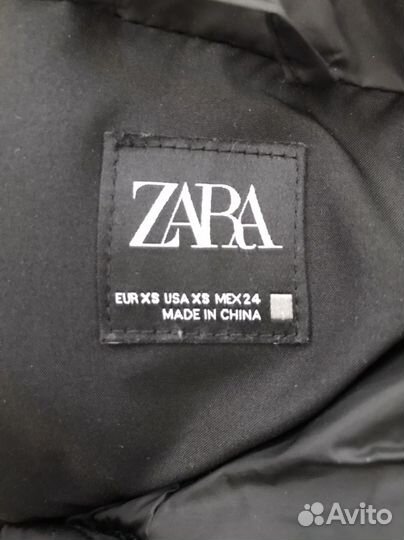 ZARA
EUR XS USA XS MEX 24
MADE IN CHINA
Avito